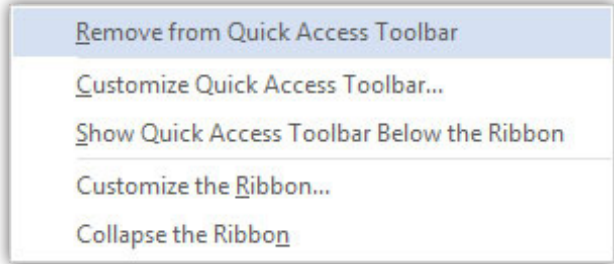 Remove from Quick Access Toolbar
Customize Quick Access Toolbar...
Show Quick Access Toolbar Below the Ribbon
Customize the Ribbon...
Collapse the Ribbon